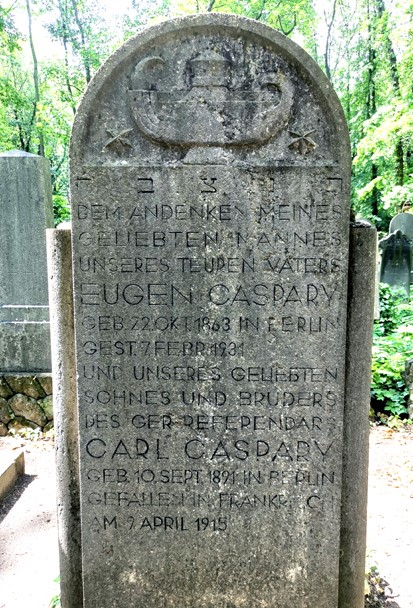 ת נ צ ב ה
DEM ANDENKEN MEINES
GELIEBTEN MANNES
UNSERES TEUREN VATERS
EUGEN CASPARY
GEB. 22. OKT. 1863 IN BERLIN
GEST. 7. FEBR. 1931
UND UNSERES GELIEBTEN
SOHNES UND BRUDERS
DES GER. REFERENDARS
CARL CASPARY
GEB. 10. SEPT. 1891 IN BERLIN
GEFALLEN IN FRANKREICH
AM 9. APRIL 1915